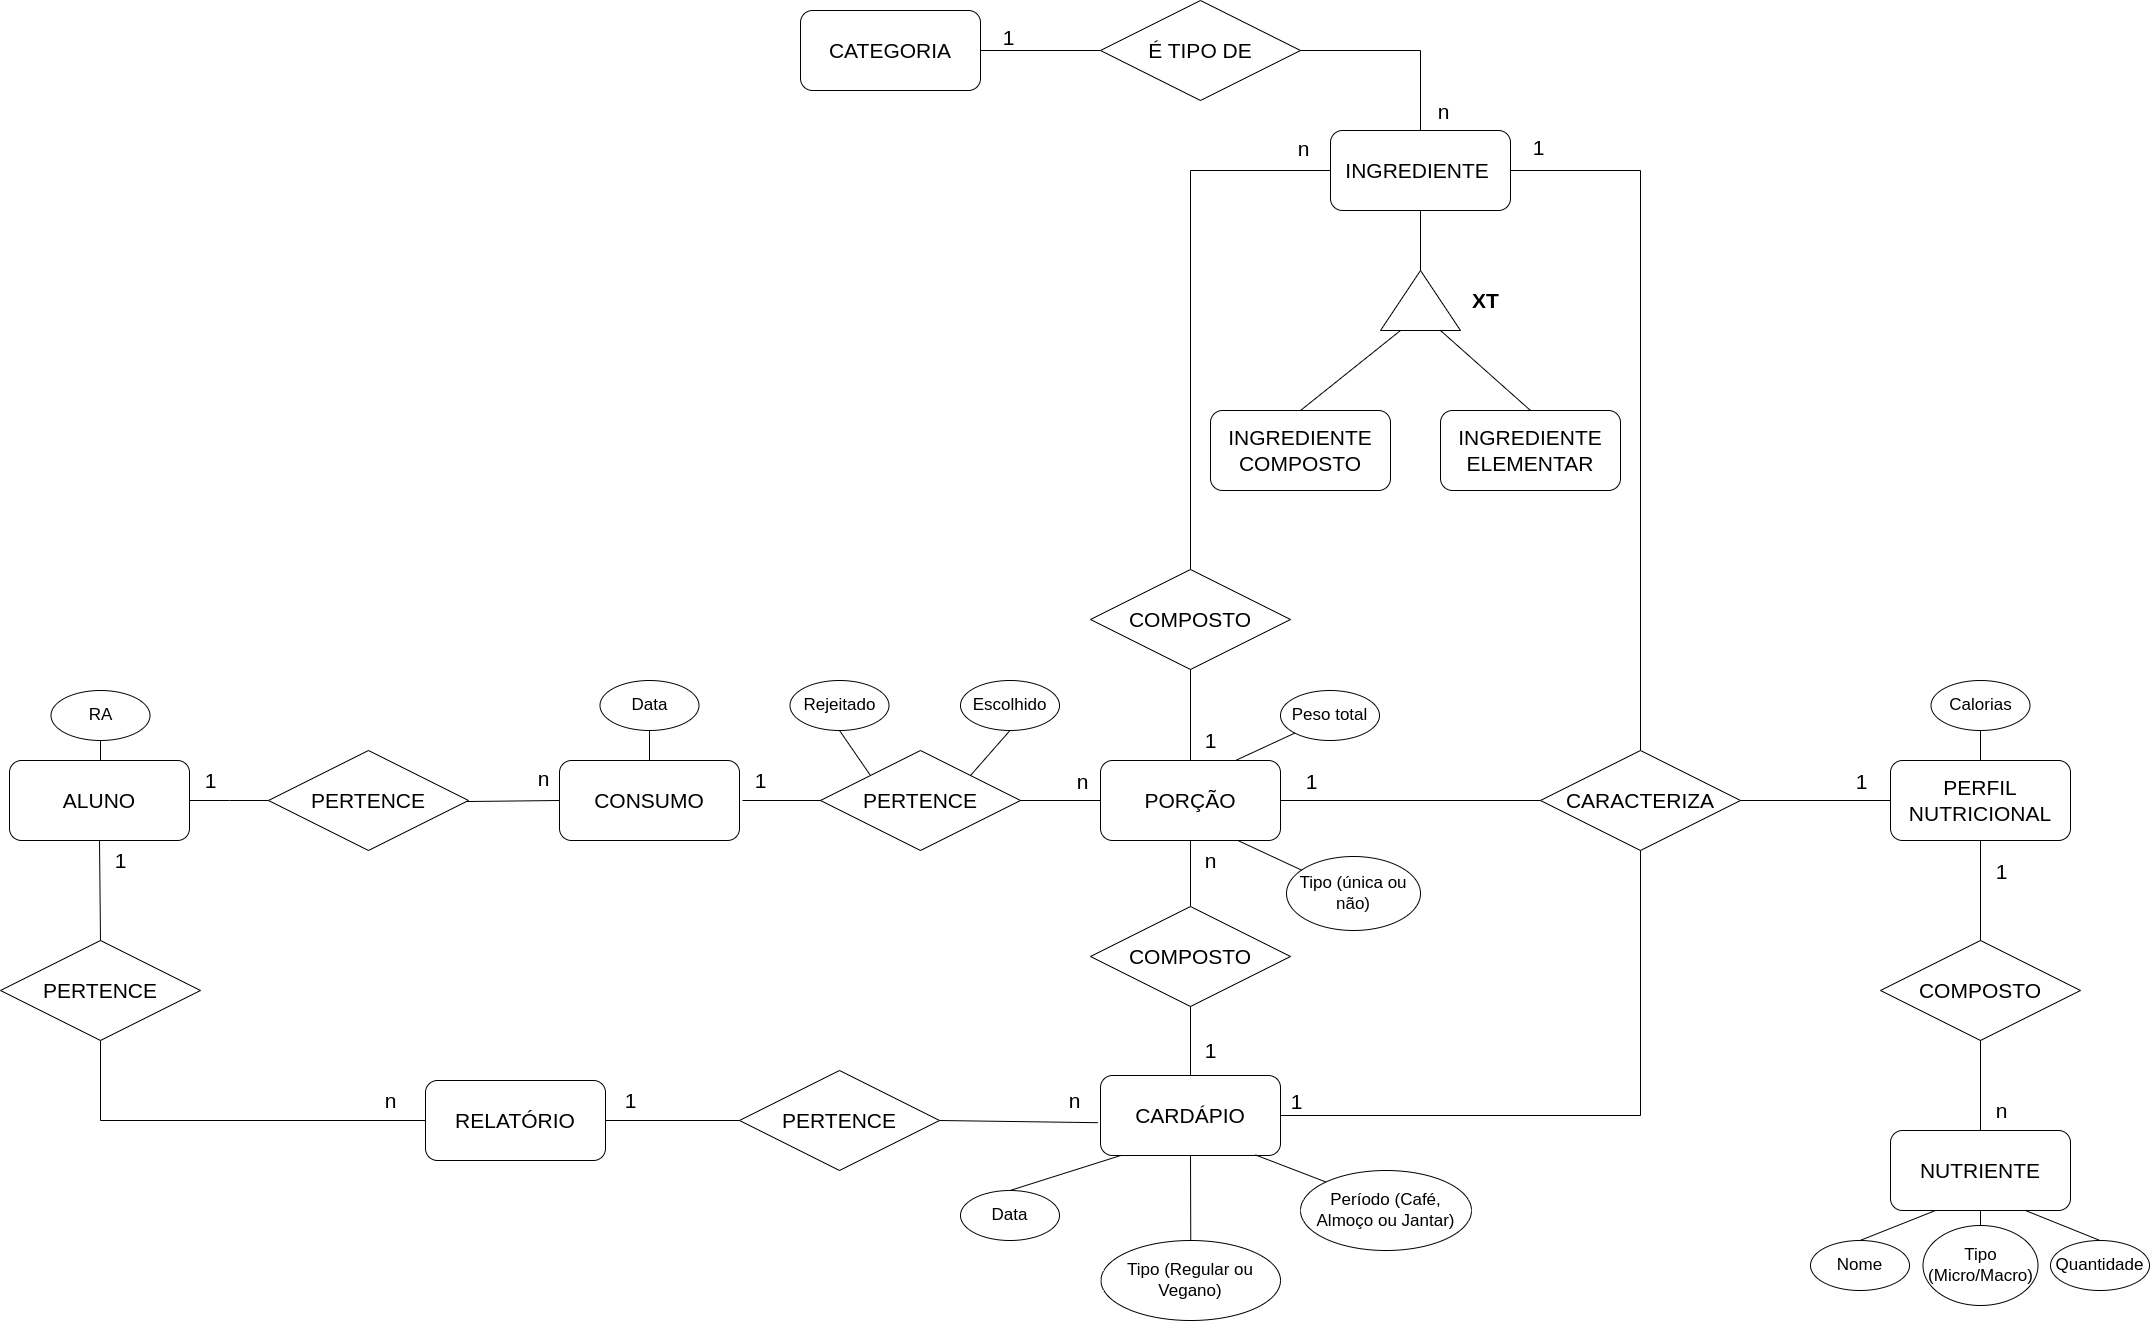 CATEGORIA
1
É TIPO DE
n
n
INGREDIENTE
1
XT
INGREDIENTE
COMPOSTO
INGREDIENTE
ELEMENTAR
COMPOSTO
1
RA
Data
Rejeitado
Escolhido
Peso total
Calorias
ALUNO
1
PERTENCE
n
CONSUMO
1
PERTENCE
n
PORÇÃO
1
CARACTERIZA
1
PERFIL
NUTRICIONAL
1
n
1
Tipo (única ou
não)
PERTENCE
COMPOSTO
COMPOSTO
1
n
RELATÓRIO
1
PERTENCE
n
CARDÁPIO
1
n
NUTRIENTE
Data
Tipo (Regular ou
Vegano)
Período (Café,
Almoço ou Jantar)
Nome
Tipo
(Micro/Macro)
Quantidade